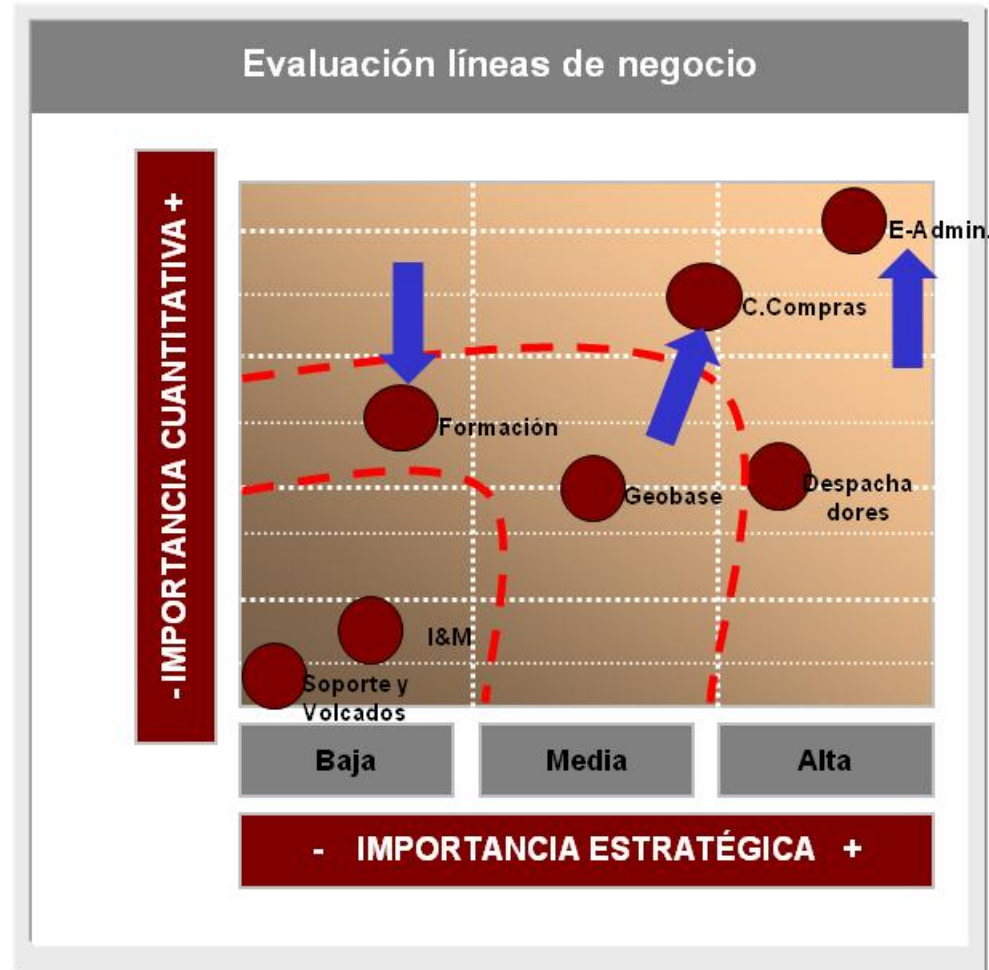 Evaluación líneas de negocio
- IMPORTANCIA CUANTITATIVA +
E-Admin.
C.Compras
Formación
Geobase
Despacha
dores
I&M
Soporte y
Volcados
Baja
Media
Alta
- IMPORTANCIA ESTRATÉGICA +